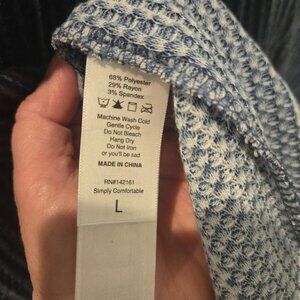 68% Polyester
29% Rayon
3% Spandex
Machine Wash Cold
Gentle Cycle
Do Not Bleach
Hang Dry
Do Not Iron
or you'll be sad
MADE IN CHINA
RN#142161
Simply Comfortable
L